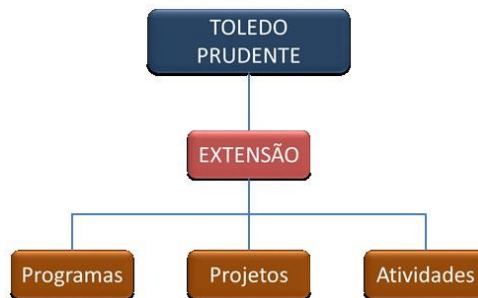 TOLEDO
PRUDENTE
EXTENSÃO
Programas
Projetos
Atividades